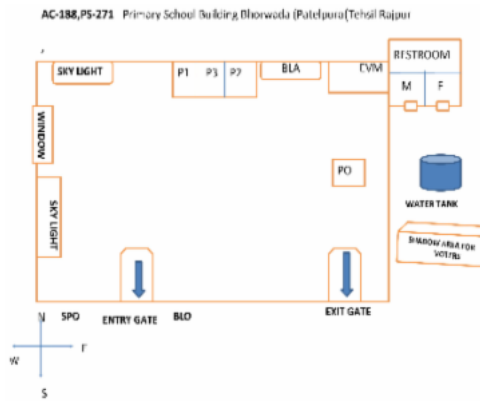 AC-188,PS-271 Primary School Building Bhorwada (Patelpura(Tehsil Rajpur
SKY LIGHT
P1 P3 P2
BLA
EVM
RESTROOM
M F
WINDOW
PO
SKY LIGHT
WATER TANK
SHADOW AREA FOR
VOTERs
N
SPO
ENTRY GATE
BLO
EXIT GATE
W
E
S